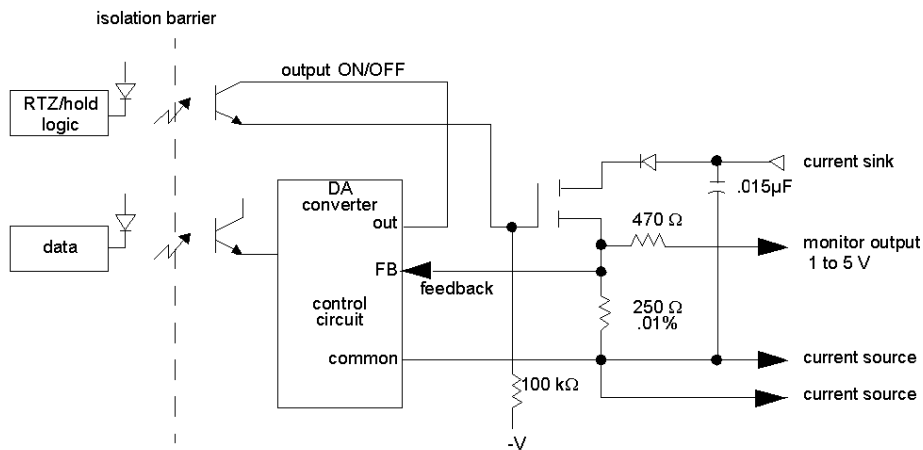 isolation barrier
output ON/OFF
RTZ/hold
logic
current sink
.015µF
DA
converter
out
470 Ω
data
monitor output
1 to 5 V
FB
feedback
250 Ω
.01%
control
circuit
common
current source
100 kΩ
current source
-V